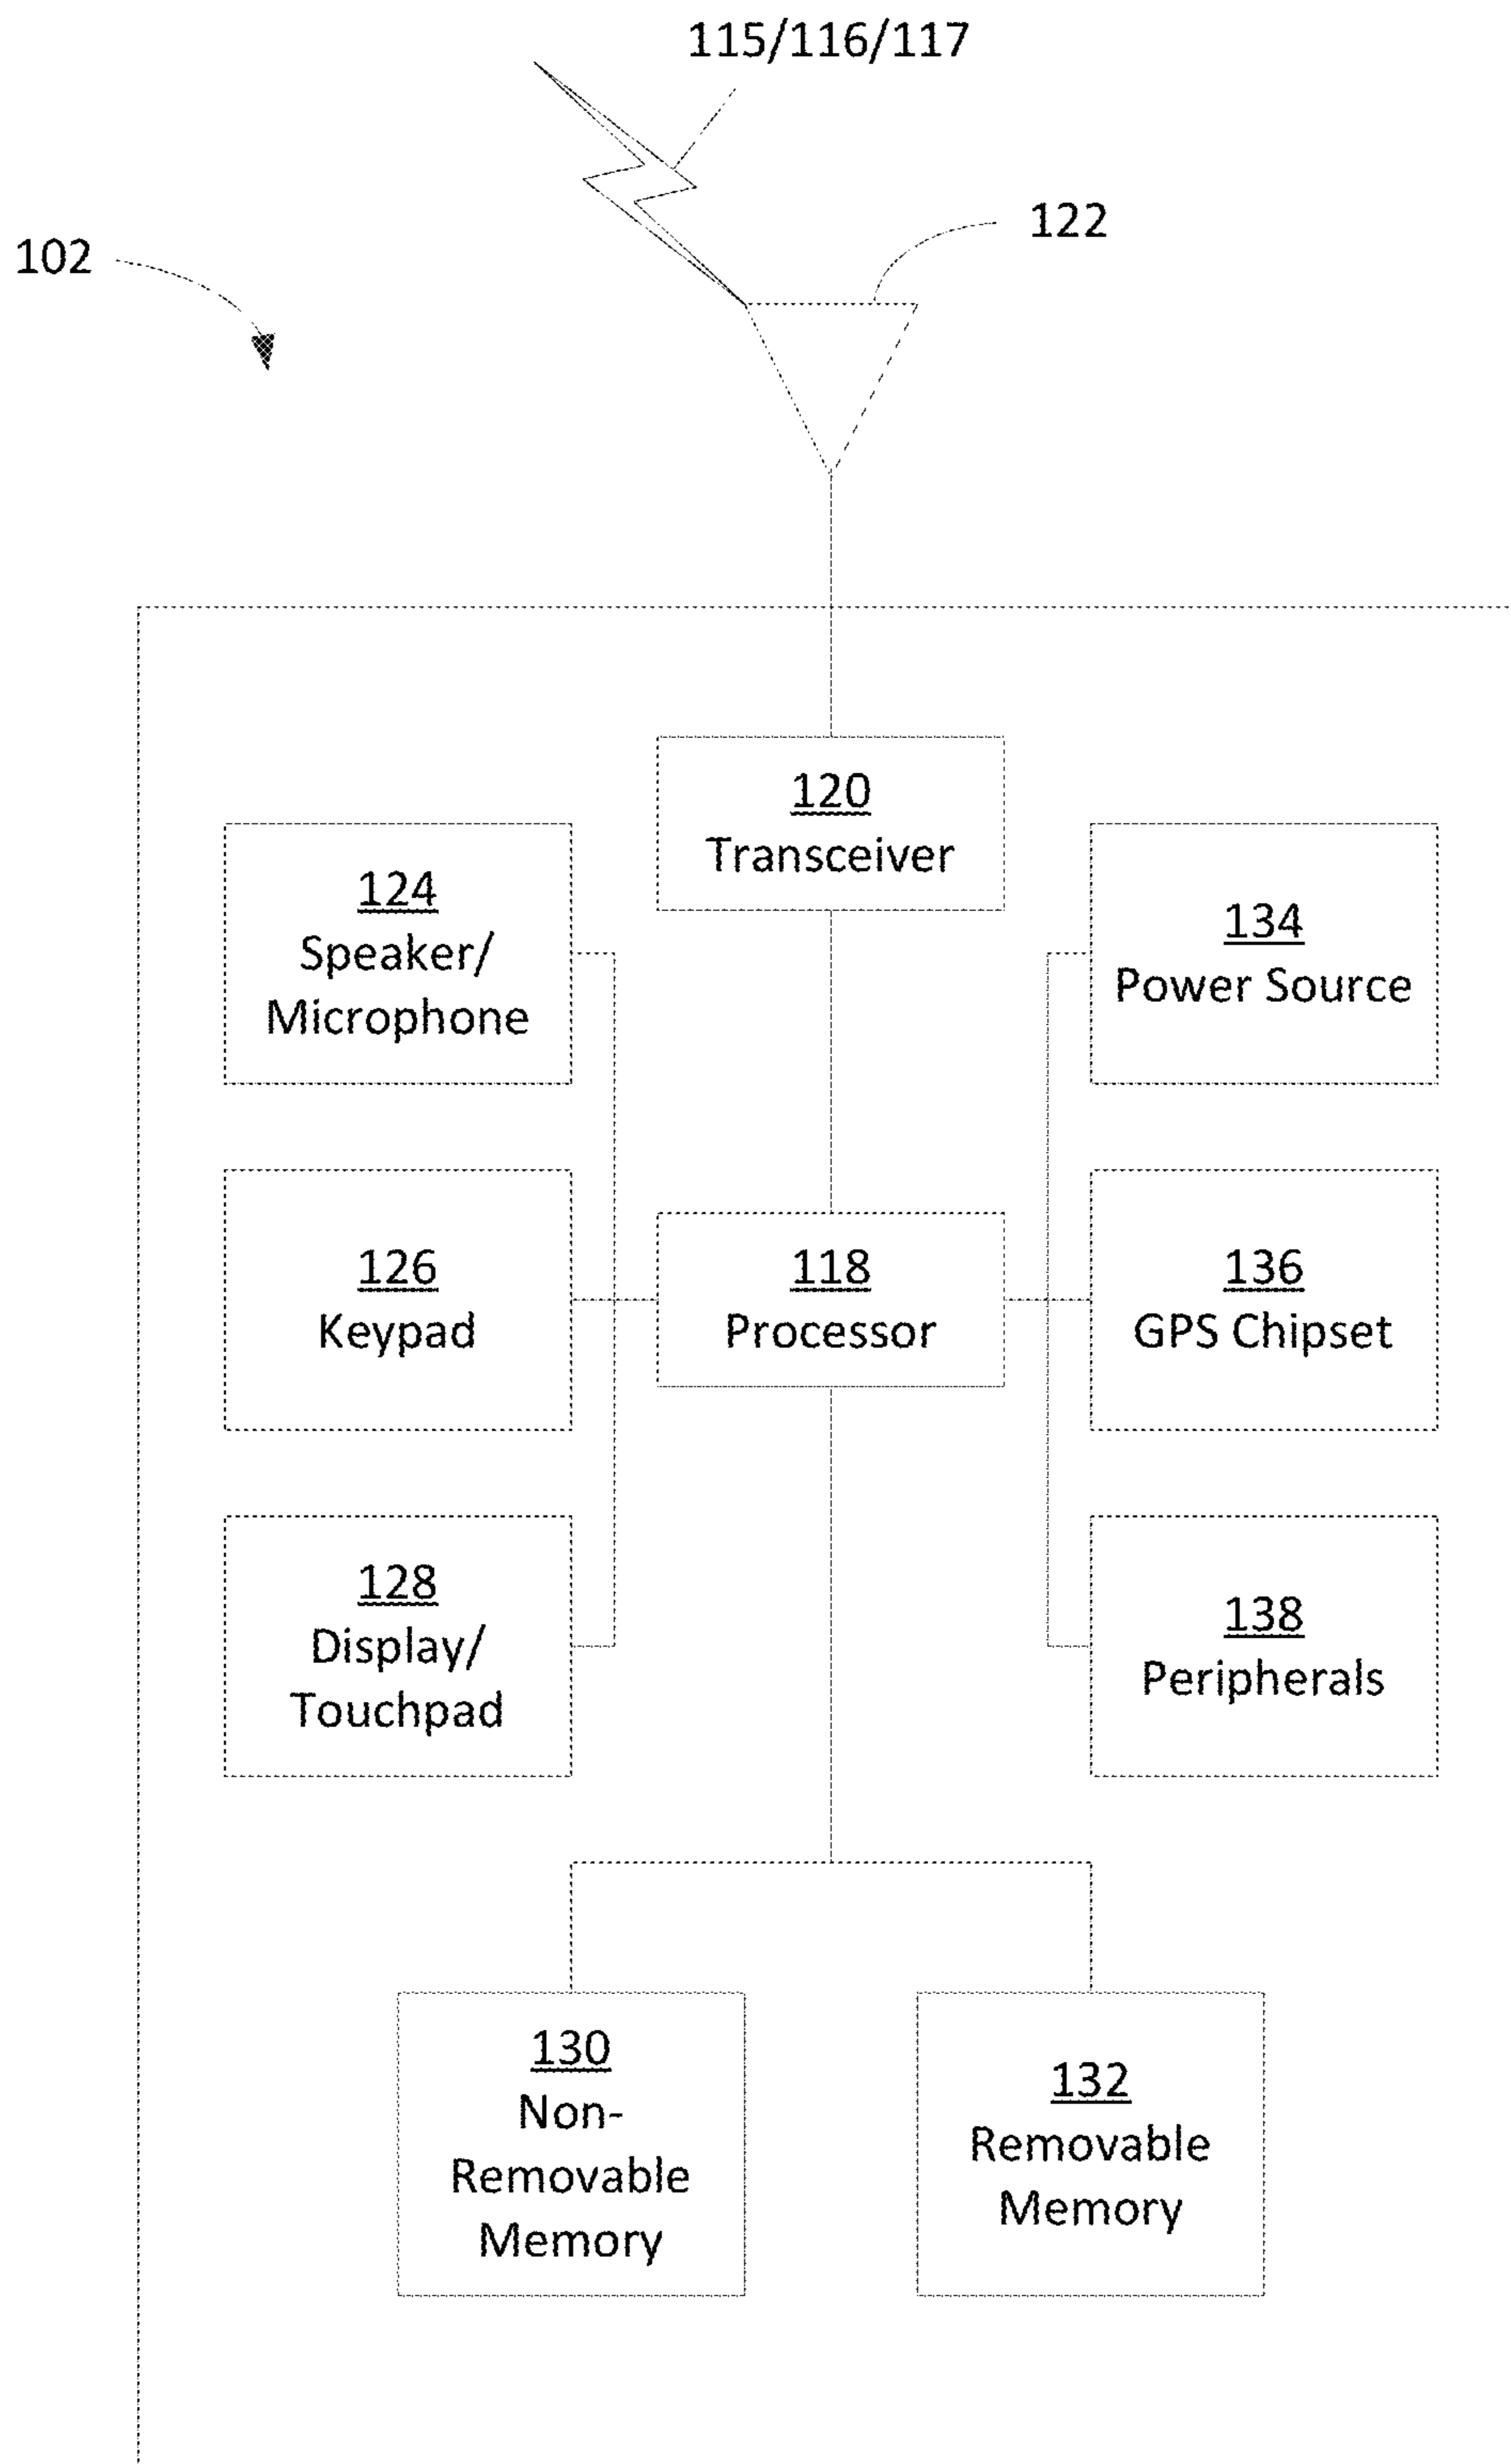 115/116/117
122
102
120
Transceiver
124
Speaker/
Microphone
134
Power Source
126
Keypad
118
Processor
136
GPS Chipset
128
Display/
Touchpad
138
Peripherals
130
Non-
Removable
Memory
132
Removable
Memory